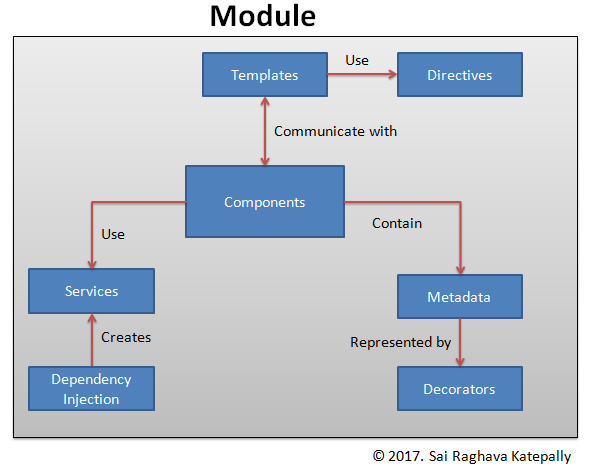 Module
Templates
Use
Directives
Communicate with
Components
Use
Contain
Services
Metadata
Creates
Represented by
Dependency
Injection
Decorators
© 2017. Sai Raghava Katepally